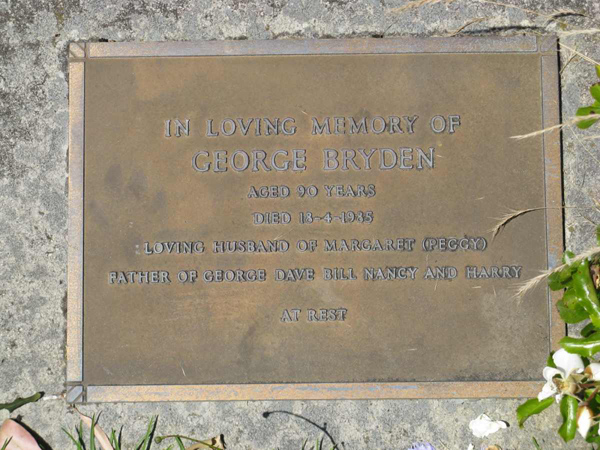 IN LOVING MEMORY OF
GEORGE BRYDEN
AGED 90 YEARS
DIED 13-4-1985
LOVING HUSBAND OF MARGARET (PEGGY)
FATHER OF GEORGE DAVE BILL NANCY AND HARRY
AT REST